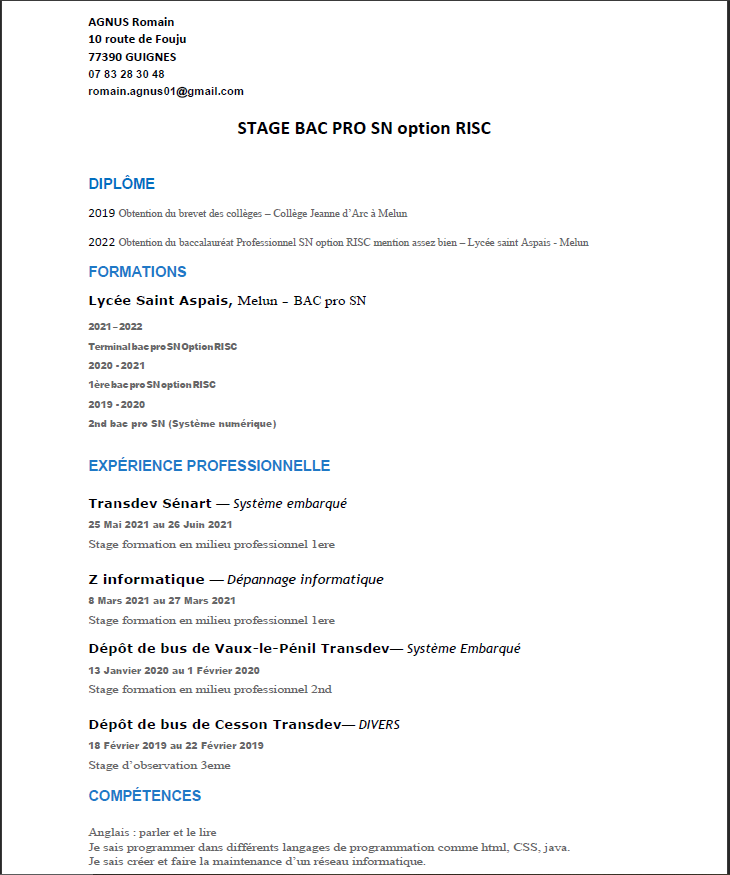 AGNUS Romain
10 route de Fouju
77390 GUIGNES
07 83 28 30 48
romain.agnus01@gmail.com
STAGE BAC PRO SN option RISC
DIPLÔME
2019 Obtention du brevet des collèges – Collège Jeanne d'Arc à Melun
2022 Obtention du baccalauréat Professionnel SN option RISC mention assez bien – Lycée saint Aspais - Melun
FORMATIONS
Lycée Saint Aspais, Melun – BAC pro SN
2021 – 2022
Terminal bac pro SN Option RISC
2020 - 2021
1ère bac pro SN option RISC
2019 - 2020
2nd bac pro SN (Système numérique)
EXPÉRIENCE PROFESSIONNELLE
Transdev Sénart — Système embarqué
25 Mai 2021 au 26 Juin 2021
Stage formation en milieu professionnel 1ere
Z informatique — Dépannage informatique
8 Mars 2021 au 27 Mars 2021
Stage formation en milieu professionnel 1ere
Dépôt de bus de Vaux-le-Pénil Transdev— Système Embarqué
13 Janvier 2020 au 1 Février 2020
Stage formation en milieu professionnel 2nd
Dépôt de bus de Cesson Transdev— DIVERS
18 Février 2019 au 22 Février 2019
Stage d'observation 3eme
COMPÉTENCES
Anglais : parler et le lire
Je sais programmer dans différents langages de programmation comme html, CSS, java.
Je sais créer et faire la maintenance d'un réseau informatique.